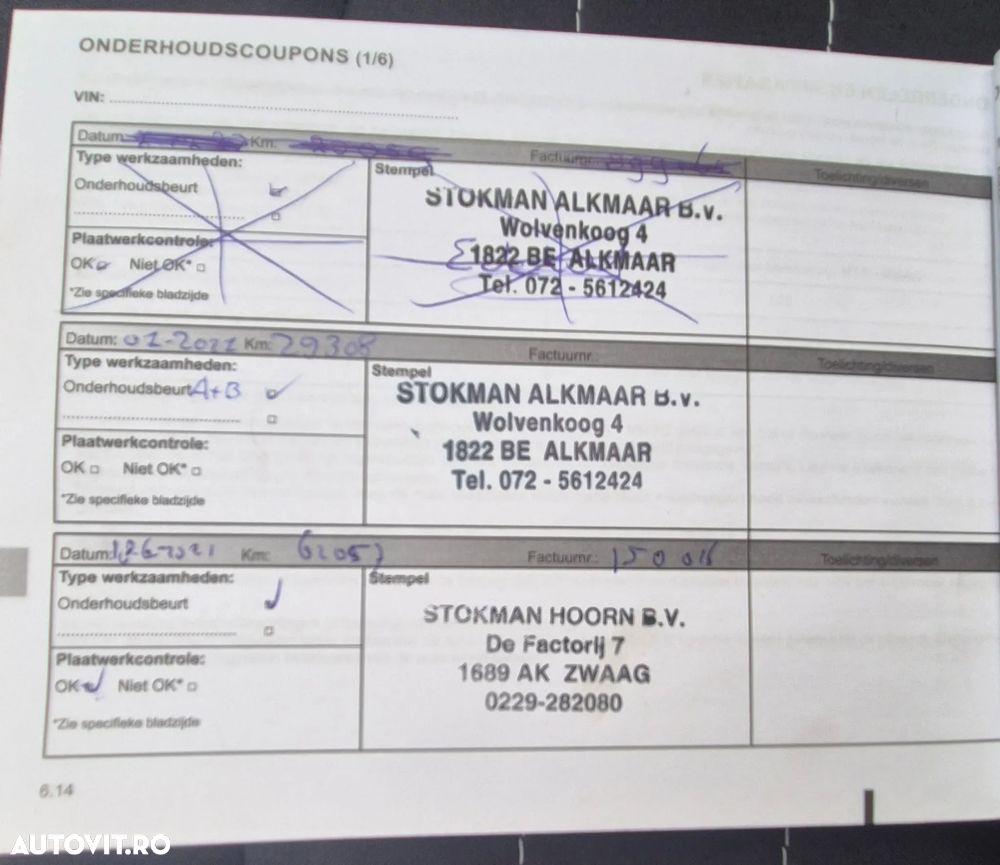 ONDERHOUDSCOUPONS (1/6)
VIN:
Datum: Km: Factuurnr.: Toelichting/diversen
Type werkzaamheden: Stempel
Onderhoudsbeurt
STOKMAN ALKMAAR B.v.
Wolvenkoog 4
1822 BE ALKMAAR
Tel. 072 - 5612424
Plaatwerkcontrole:
OK Niet OK*
*Zie specifieke bladzijde
Datum: 01-2021 Km: 29308 Factuurnr.: Toelichting/diversen
Type werkzaamheden: Stempel
Onderhoudsbeurt A+B
STOKMAN ALKMAAR B.v.
Wolvenkoog 4
1822 BE ALKMAAR
Tel. 072 - 5612424
Plaatwerkcontrole:
OK Niet OK*
*Zie specifieke bladzijde
Datum: Km: Factuurnr.: Toelichting/diversen
Type werkzaamheden: Stempel
Onderhoudsbeurt
STOKMAN HOORN B.V.
De Factorij 7
1689 AK ZWAAG
0229-282080
Plaatwerkcontrole:
OK Niet OK*
*Zie specifieke bladzijde
6.14
AUTOVIT.RO